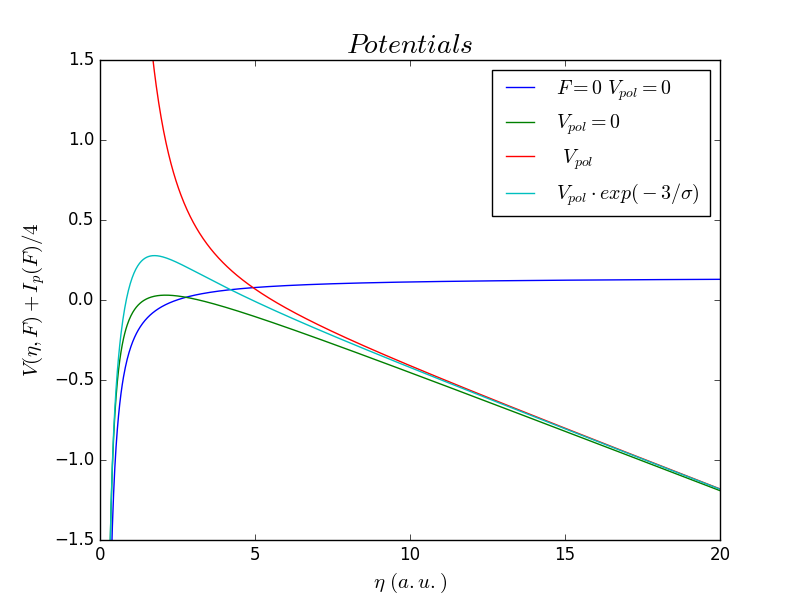 Potentials
1.5
1.0
0.5
0.0
−0.5
−1.0
−1.5
V(η,F)+I_p(F)/4
F=0 V_pol=0
V_pol=0
V_pol
V_pol·exp(−3/σ)
0 5 10 15 20
η (a.u.)